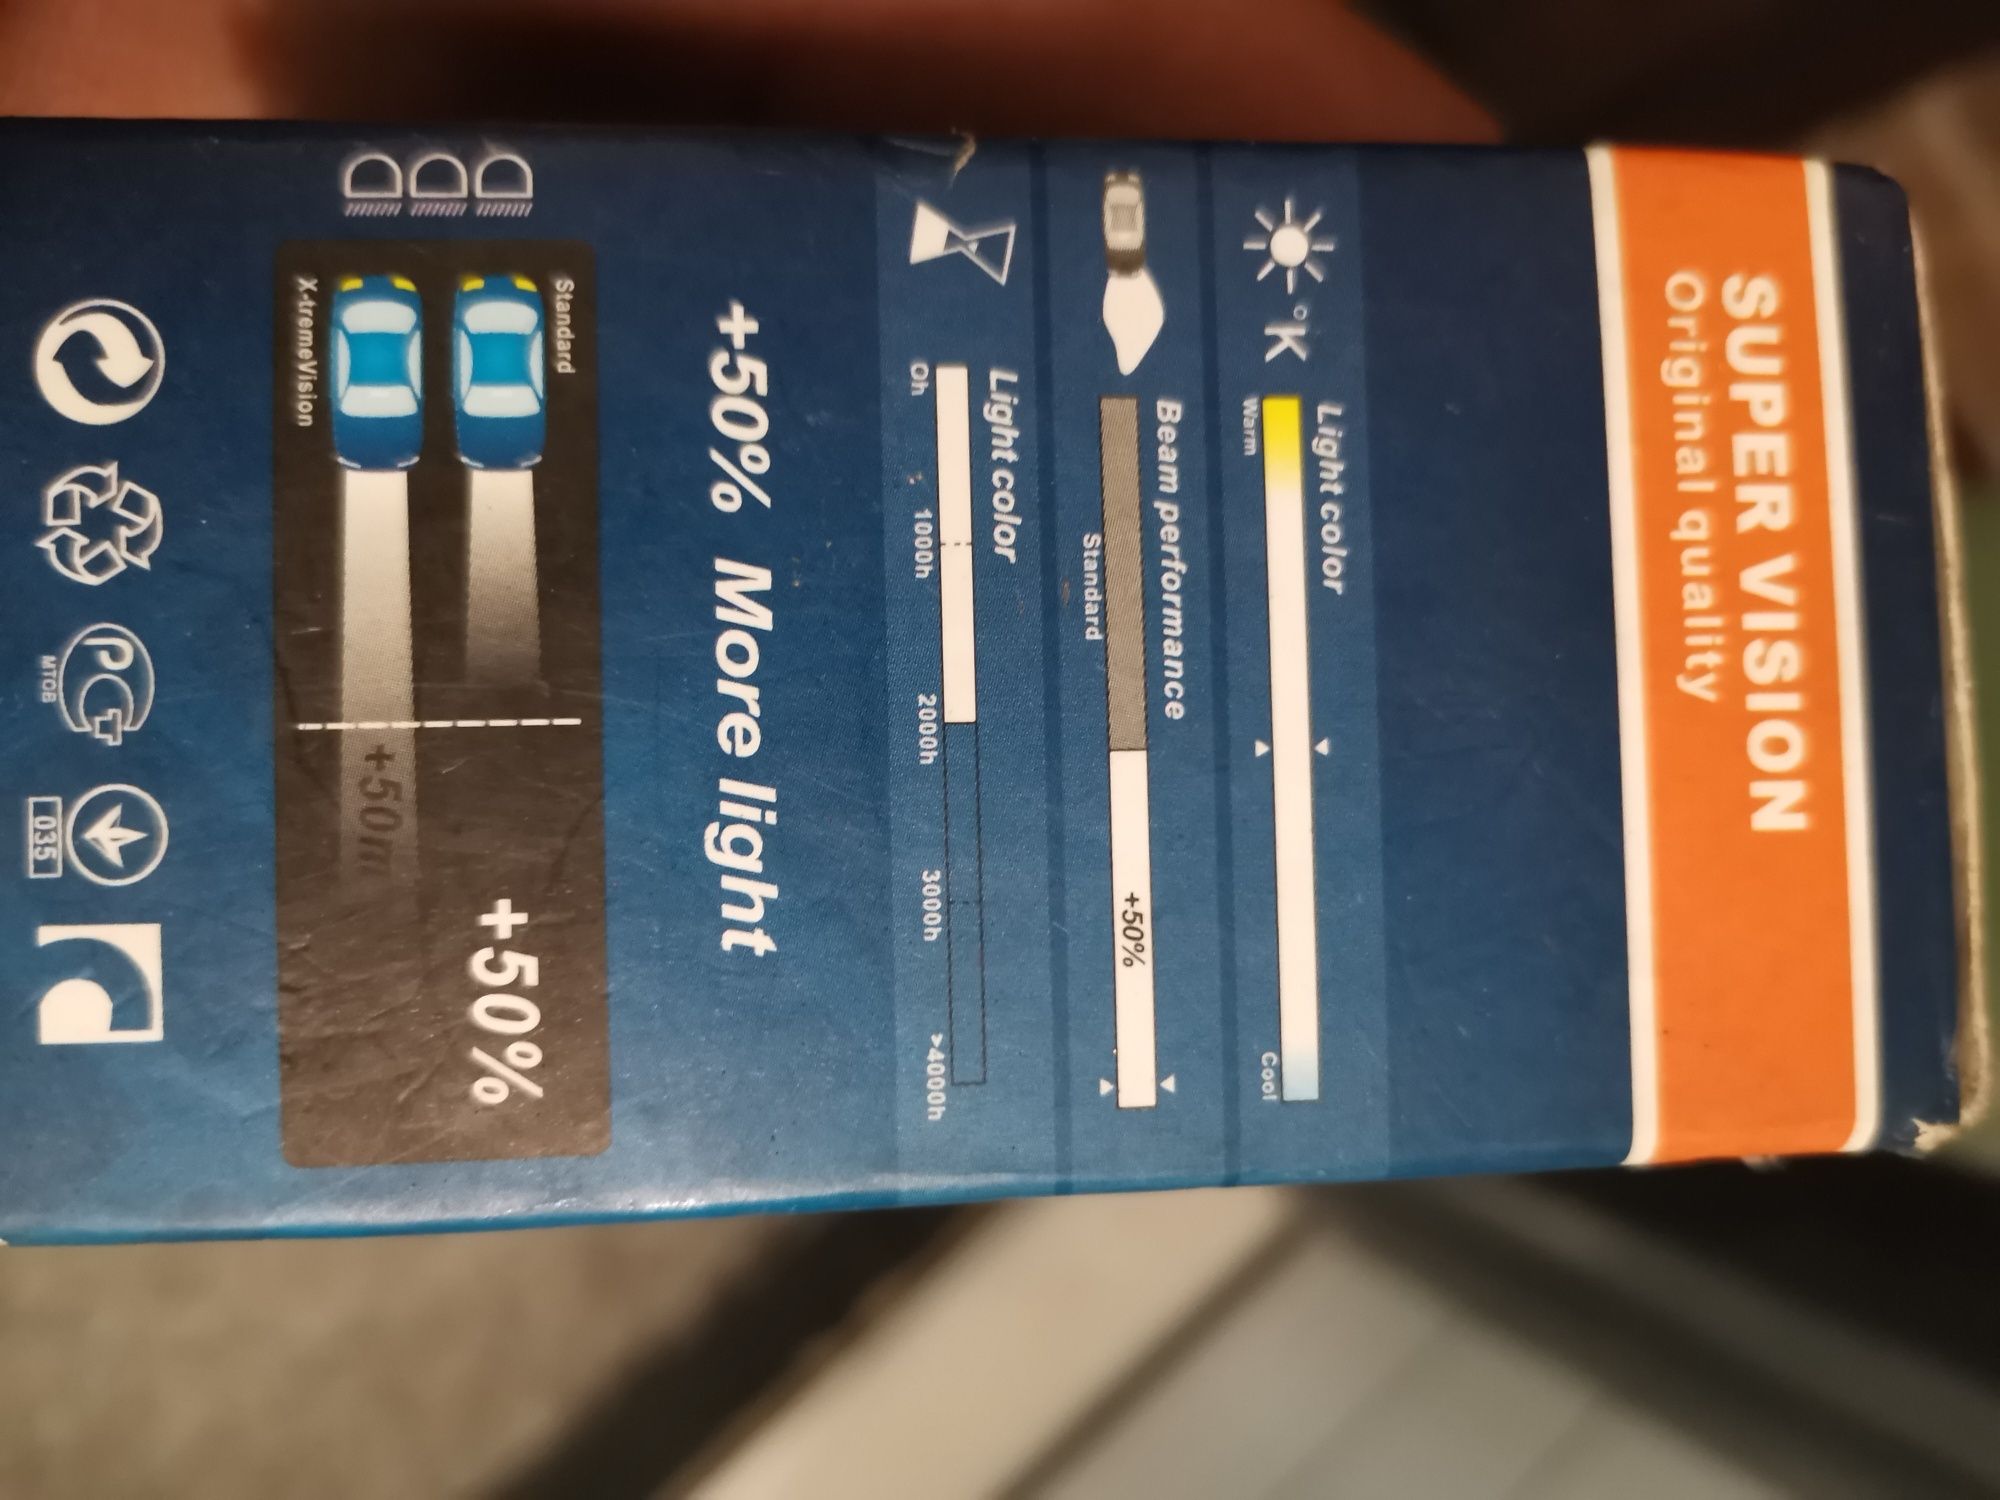 SUPER VISION
Original quality
°K
Light color
Warm
Cool
Beam performance
Standard
+50%
Light color
0h
1000h
2000h
3000h
>4000h
+50% More light
Standard
+50%
+50m
X-tremeVision
PC
MTOB
035